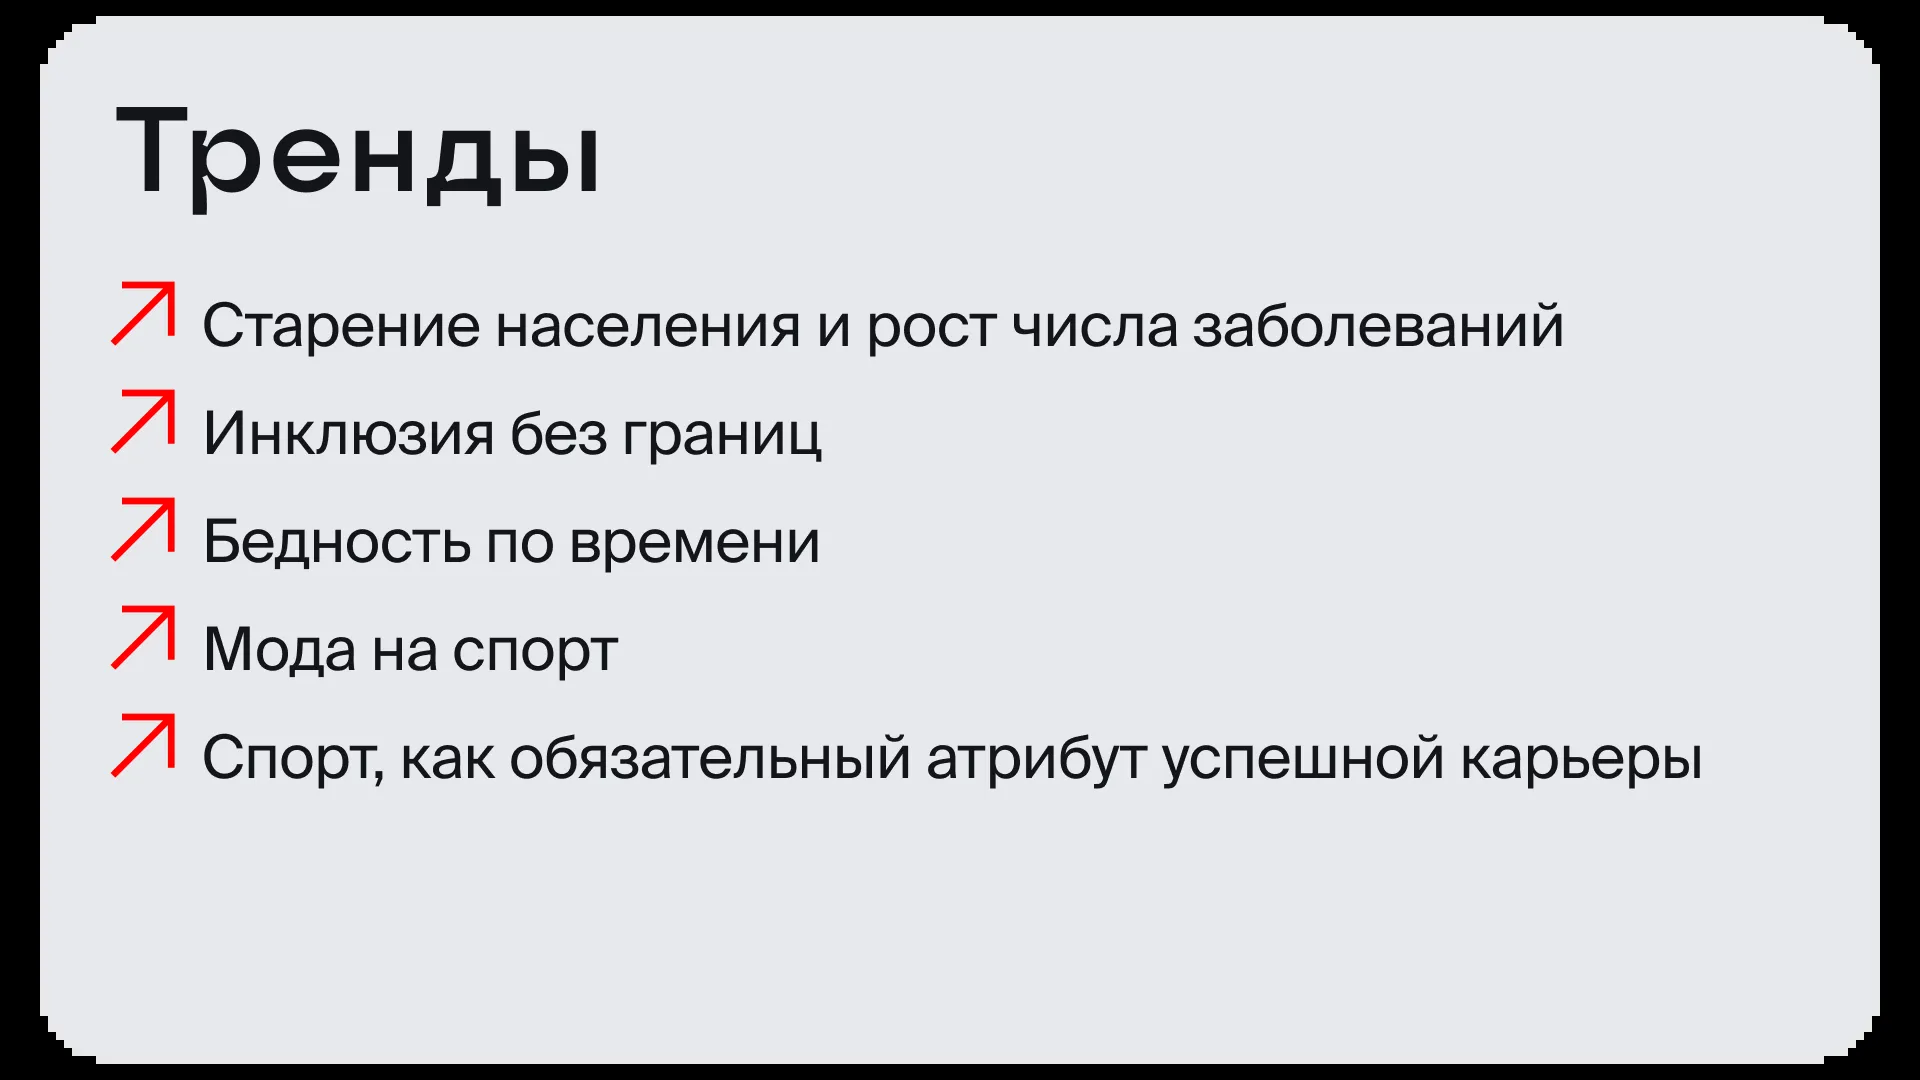 Тренды
Старение населения и рост числа заболеваний
Инклюзия без границ
Бедность по времени
Мода на спорт
Спорт, как обязательный атрибут успешной карьеры